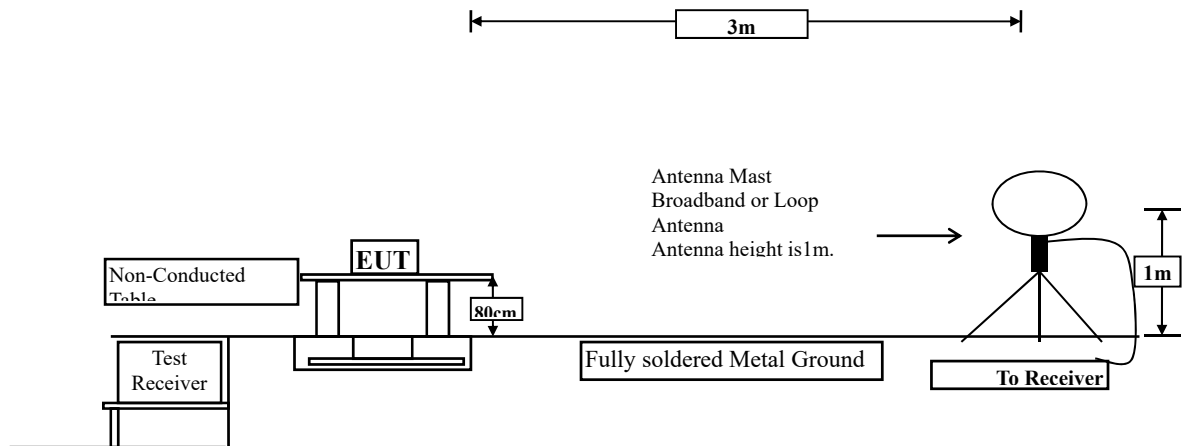 3m
Antenna Mast
Broadband or Loop
Antenna
Antenna height is1m.
EUT
Non-Conducted
Table
80cm
1m
Test
Receiver
Fully soldered Metal Ground
To Receiver